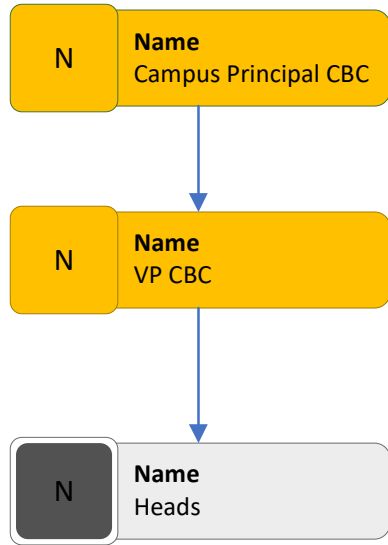 N
Name
Campus Principal CBC
N
Name
VP CBC
N
Name
Heads